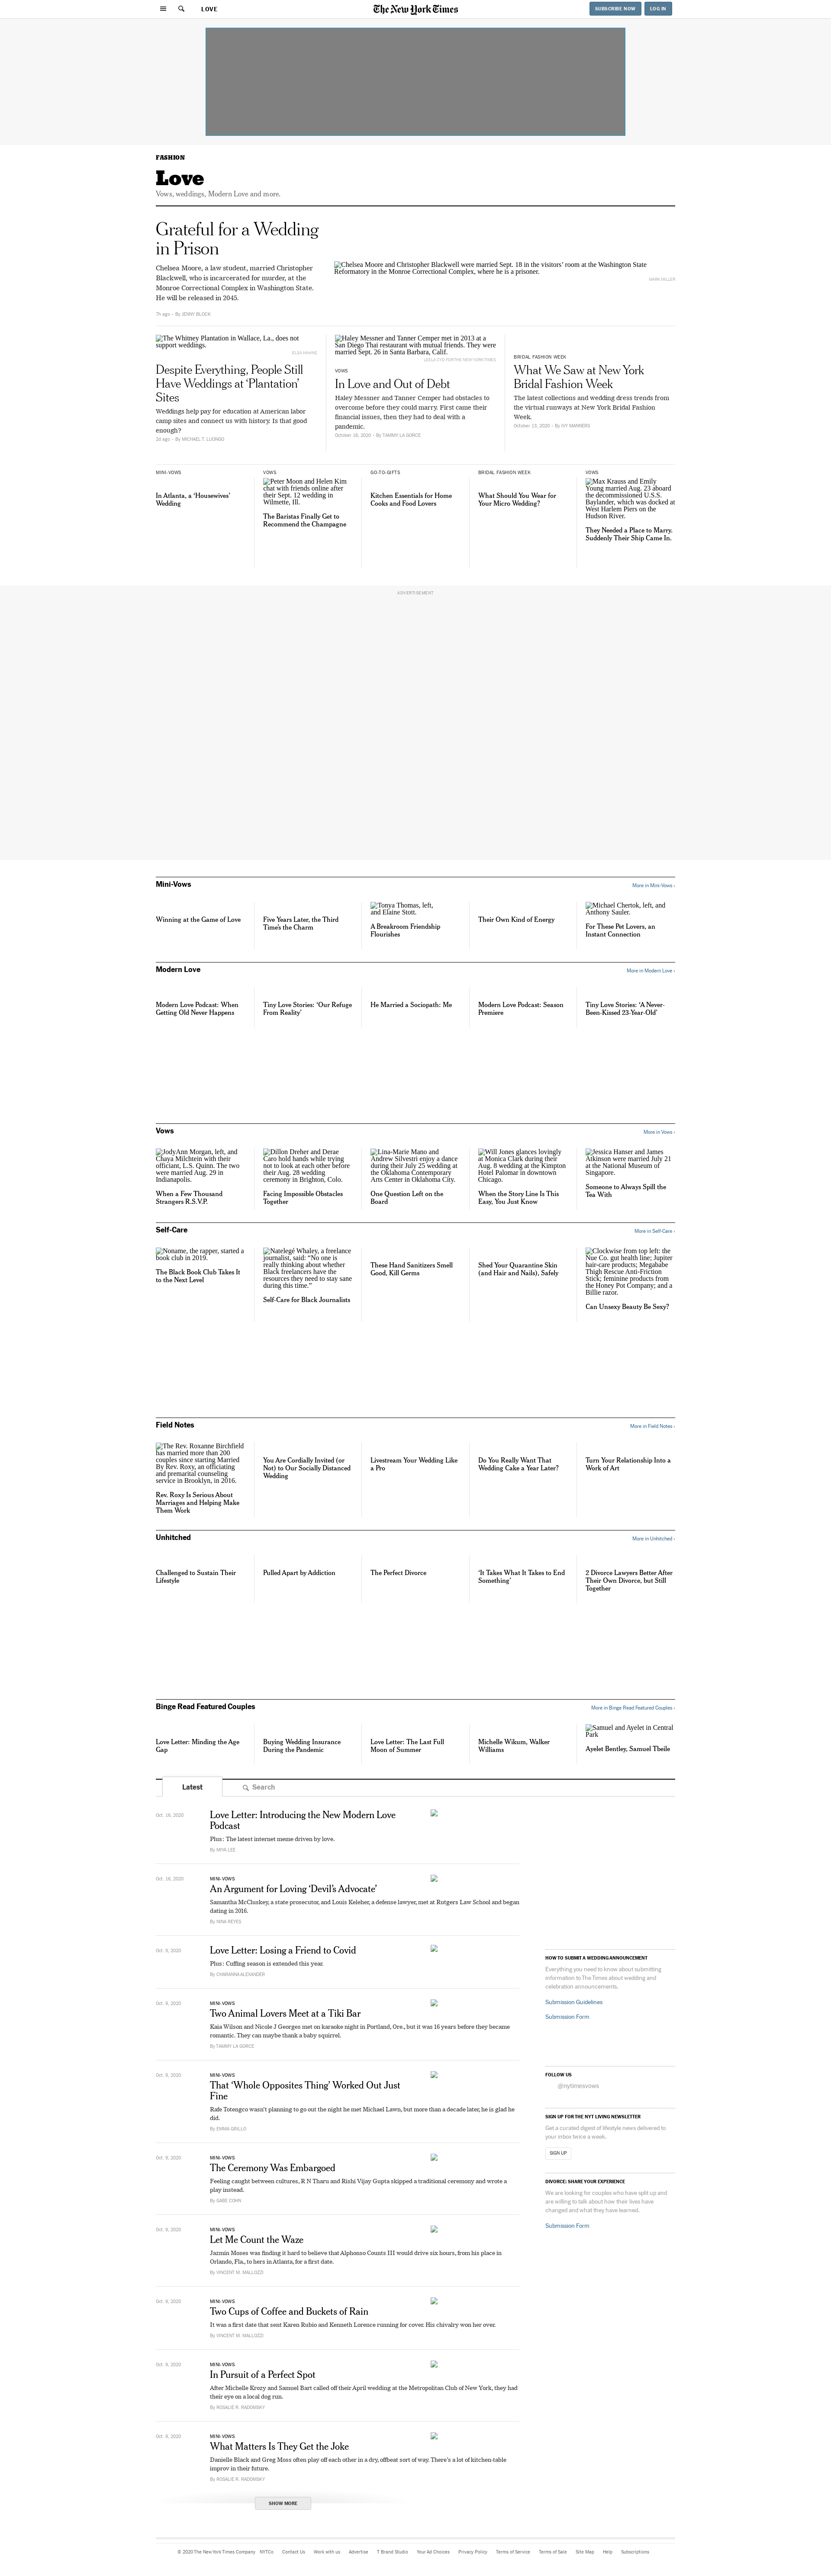 LOVE
The New York Times
SUBSCRIBE NOW
LOG IN
FASHION
Love
Vows, weddings, Modern Love and more.
Grateful for a Wedding
in Prison
Chelsea Moore, a law student, married Christopher
Blackwell, who is incarcerated for murder, at the
Monroe Correctional Complex in Washington State.
He will be released in 2045.
7h ago - By JENNY BLOCK
Chelsea Moore and Christopher Blackwell were married Sept. 18 in the visitors' room at the Washington State
Reformatory in the Monroe Correctional Complex, where he is a prisoner.
The Whitney Plantation in Wallace, La., does not
support weddings.
Despite Everything, People Still
Have Weddings at ‘Plantation’
Sites
Weddings help pay for education at American labor
camp sites and connect us with history. Is that good
enough?
2d ago - By MICHAEL T. LUONGO
Haley Messner and Tanner Cemper met in 2013 at a
San Diego Thai restaurant with mutual friends. They were
married Sept. 26 in Santa Barbara, Calif.
VOWS
In Love and Out of Debt
Haley Messner and Tanner Cemper had obstacles to
overcome before they could marry. First came their
financial issues, then they had to deal with a
pandemic.
October 16, 2020 - By TAMMY LA GORCE
BRIDAL FASHION WEEK
What We Saw at New York
Bridal Fashion Week
The latest collections and wedding dress trends from
the virtual runways at New York Bridal Fashion
Week.
October 13, 2020 - By IVY MANNERS
MINI-VOWS
In Atlanta, a ‘Housewives’
Wedding
VOWS
Peter Moon and Helen Kim
chat with friends online
after their Sept. 12
wedding in
Wilmette, Ill.
The Baristas Finally Get to
Recommend the Champagne
GO-TO-GIFTS
Kitchen Essentials for Home
Cooks and Food Lovers
BRIDAL FASHION WEEK
What Should You Wear for
Your Micro Wedding?
VOWS
Max Krauss and Emily
Young married Aug. 23 aboard
the decommissioned U.S.S.
Baylander, which was docked at
West Harlem Piers on the
Hudson River.
They Needed a Place to Marry.
Suddenly Their Ship Came In.
ADVERTISEMENT
Mini-Vows
More in Mini-Vows ›
Winning at the Game of Love
Five Years Later, the Third
Time’s the Charm
Tonya Thomas, left,
and Elaine Stott.
A Breakroom Friendship
Flourishes
Their Own Kind of Energy
Michael Chertok, left, and
Anthony Sauler.
For These Pet Lovers, an
Instant Connection
Modern Love
More in Modern Love ›
Modern Love Podcast: When
Getting Old Never Happens
Tiny Love Stories: ‘Our Refuge
From Reality’
He Married a Sociopath: Me
Modern Love Podcast: Season
Premiere
Tiny Love Stories: ‘A Never-
Been-Kissed 23-Year-Old’
Vows
More in Vows ›
JodyAnn Morgan, left, and
Chaya Milchtein with their
officiant, L.S. Quinn. The two
were married Aug. 29 in
Indianapolis.
When a Few Thousand
Strangers R.S.V.P.
Dillon Dreher and Derae
Caro hold hands while trying
not to look at each other before
their Aug. 28 wedding
ceremony in Brighton, Colo.
Facing Impossible Obstacles
Together
Lina-Marie Mano and
Andrew Silvestri enjoy a dance
during their July 25 wedding at
the Oklahoma Contemporary
Arts Center in Oklahoma City.
One Question Left on the
Board
Will Jones glances lovingly
at Monica Clark during their
Aug. 8 wedding at the Kimpton
Hotel Palomar in downtown
Chicago.
When the Story Line Is This
Easy, You Just Know
Jessica Hanser and James
Atkinson were married July 21
at the National Museum of
Singapore.
Someone to Always Spill the
Tea With
Self-Care
More in Self-Care ›
Noname, the rapper, started a
book club in 2019.
The Black Book Club Takes It
to the Next Level
Natelegé Whaley, a freelance
journalist, said: “No one is
really thinking about whether
Black freelancers have the
resources they need to stay sane
during this time.”
Self-Care for Black Journalists
These Hand Sanitizers Smell
Good, Kill Germs
Shed Your Quarantine Skin
(and Hair and Nails), Safely
Clockwise from top left: the
Nue Co. gut health line; Jupiter
hair-care products; Megababe
Thigh Rescue Anti-Friction
Stick; feminine products from
the Honey Pot Company; and a
Billie razor.
Can Unsexy Beauty Be Sexy?
Field Notes
More in Field Notes ›
The Rev. Roxanne Birchfield
has married more than 200
couples since starting Married
By Rev. Roxy, an officiating
and premarital counseling
service in Brooklyn, in 2016.
Rev. Roxy Is Serious About
Marriages and Helping Make
Them Work
You Are Cordially Invited (or
Not) to Our Socially Distanced
Wedding
Livestream Your Wedding Like
a Pro
Do You Really Want That
Wedding Cake a Year Later?
Turn Your Relationship Into a
Work of Art
Unhitched
More in Unhitched ›
Challenged to Sustain Their
Lifestyle
Pulled Apart by Addiction
The Perfect Divorce
‘It Takes What It Takes to End
Something’
2 Divorce Lawyers Better After
Their Own Divorce, but Still
Together
Binge Read Featured Couples
More in Binge Read Featured Couples ›
Love Letter: Minding the Age
Gap
Buying Wedding Insurance
During the Pandemic
Love Letter: The Last Full
Moon of Summer
Michelle Wikum, Walker
Williams
Samuel and Ayelet in Central
Park
Ayelet Bentley, Samuel Tbeile
Latest
Search
Oct. 16, 2020
Love Letter: Introducing the New Modern Love
Podcast
Plus: The latest internet meme driven by love.
By MIYA LEE
Oct. 16, 2020
MINI-VOWS
An Argument for Loving ‘Devil’s Advocate’
Samantha McCluskey, a state prosecutor, and Louis Keleher, a defense lawyer, met at Rutgers Law School and began
dating in 2016.
By NINA REYES
Oct. 9, 2020
Love Letter: Losing a Friend to Covid
Plus: Cuffing season is extended this year.
By CHARANNA ALEXANDER
Oct. 9, 2020
MINI-VOWS
Two Animal Lovers Meet at a Tiki Bar
Kaia Wilson and Nicole J Georges met on karaoke night in Portland, Ore., but it was 16 years before they became
romantic. They can maybe thank a baby squirrel.
By TAMMY LA GORCE
Oct. 9, 2020
MINI-VOWS
That ‘Whole Opposites Thing’ Worked Out Just
Fine
Rafe Totengco wasn’t planning to go out the night he met Michael Lawn, but more than a decade later, he is glad he
did.
By EMMA GRILLO
Oct. 9, 2020
MINI-VOWS
The Ceremony Was Embargoed
Feeling caught between cultures, R N Tharu and Rishi Vijay Gupta skipped a traditional ceremony and wrote a
play instead.
By GABE COHN
Oct. 9, 2020
MINI-VOWS
Let Me Count the Waze
Jazmin Moses was finding it hard to believe that Alphonso Counts III would drive six hours, from his place in
Orlando, Fla., to hers in Atlanta, for a first date.
By VINCENT M. MALLOZZI
Oct. 9, 2020
MINI-VOWS
Two Cups of Coffee and Buckets of Rain
It was a first date that sent Karen Rubio and Kenneth Lorence running for cover. His chivalry won her over.
By VINCENT M. MALLOZZI
Oct. 9, 2020
MINI-VOWS
In Pursuit of a Perfect Spot
After Michelle Krozy and Samuel Bart called off their April wedding at the Metropolitan Club of New York, they had
their eye on a local dog run.
By ROSALIE R. RADOMSKY
Oct. 9, 2020
MINI-VOWS
What Matters Is They Get the Joke
Danielle Black and Greg Moss often play off each other in a dry, offbeat sort of way. There’s a lot of kitchen-table
improv in their future.
By ROSALIE R. RADOMSKY
SHOW MORE
HOW TO SUBMIT A WEDDING ANNOUNCEMENT
Everything you need to know about submitting
information to The Times about wedding and
celebration announcements.
Submission Guidelines
Submission Form
FOLLOW US
@nytimesvows
SIGN UP FOR THE NYT LIVING NEWSLETTER
Get a curated digest of lifestyle news delivered to
your inbox twice a week.
SIGN UP
DIVORCE: SHARE YOUR EXPERIENCE
We are looking for couples who have split up and
are willing to talk about how their lives have
changed and what they have learned.
Submission Form
© 2020 The New York Times Company
NYTCo
Contact Us
Work with us
Advertise
T Brand Studio
Your Ad Choices
Privacy Policy
Terms of Service
Terms of Sale
Site Map
Help
Subscriptions